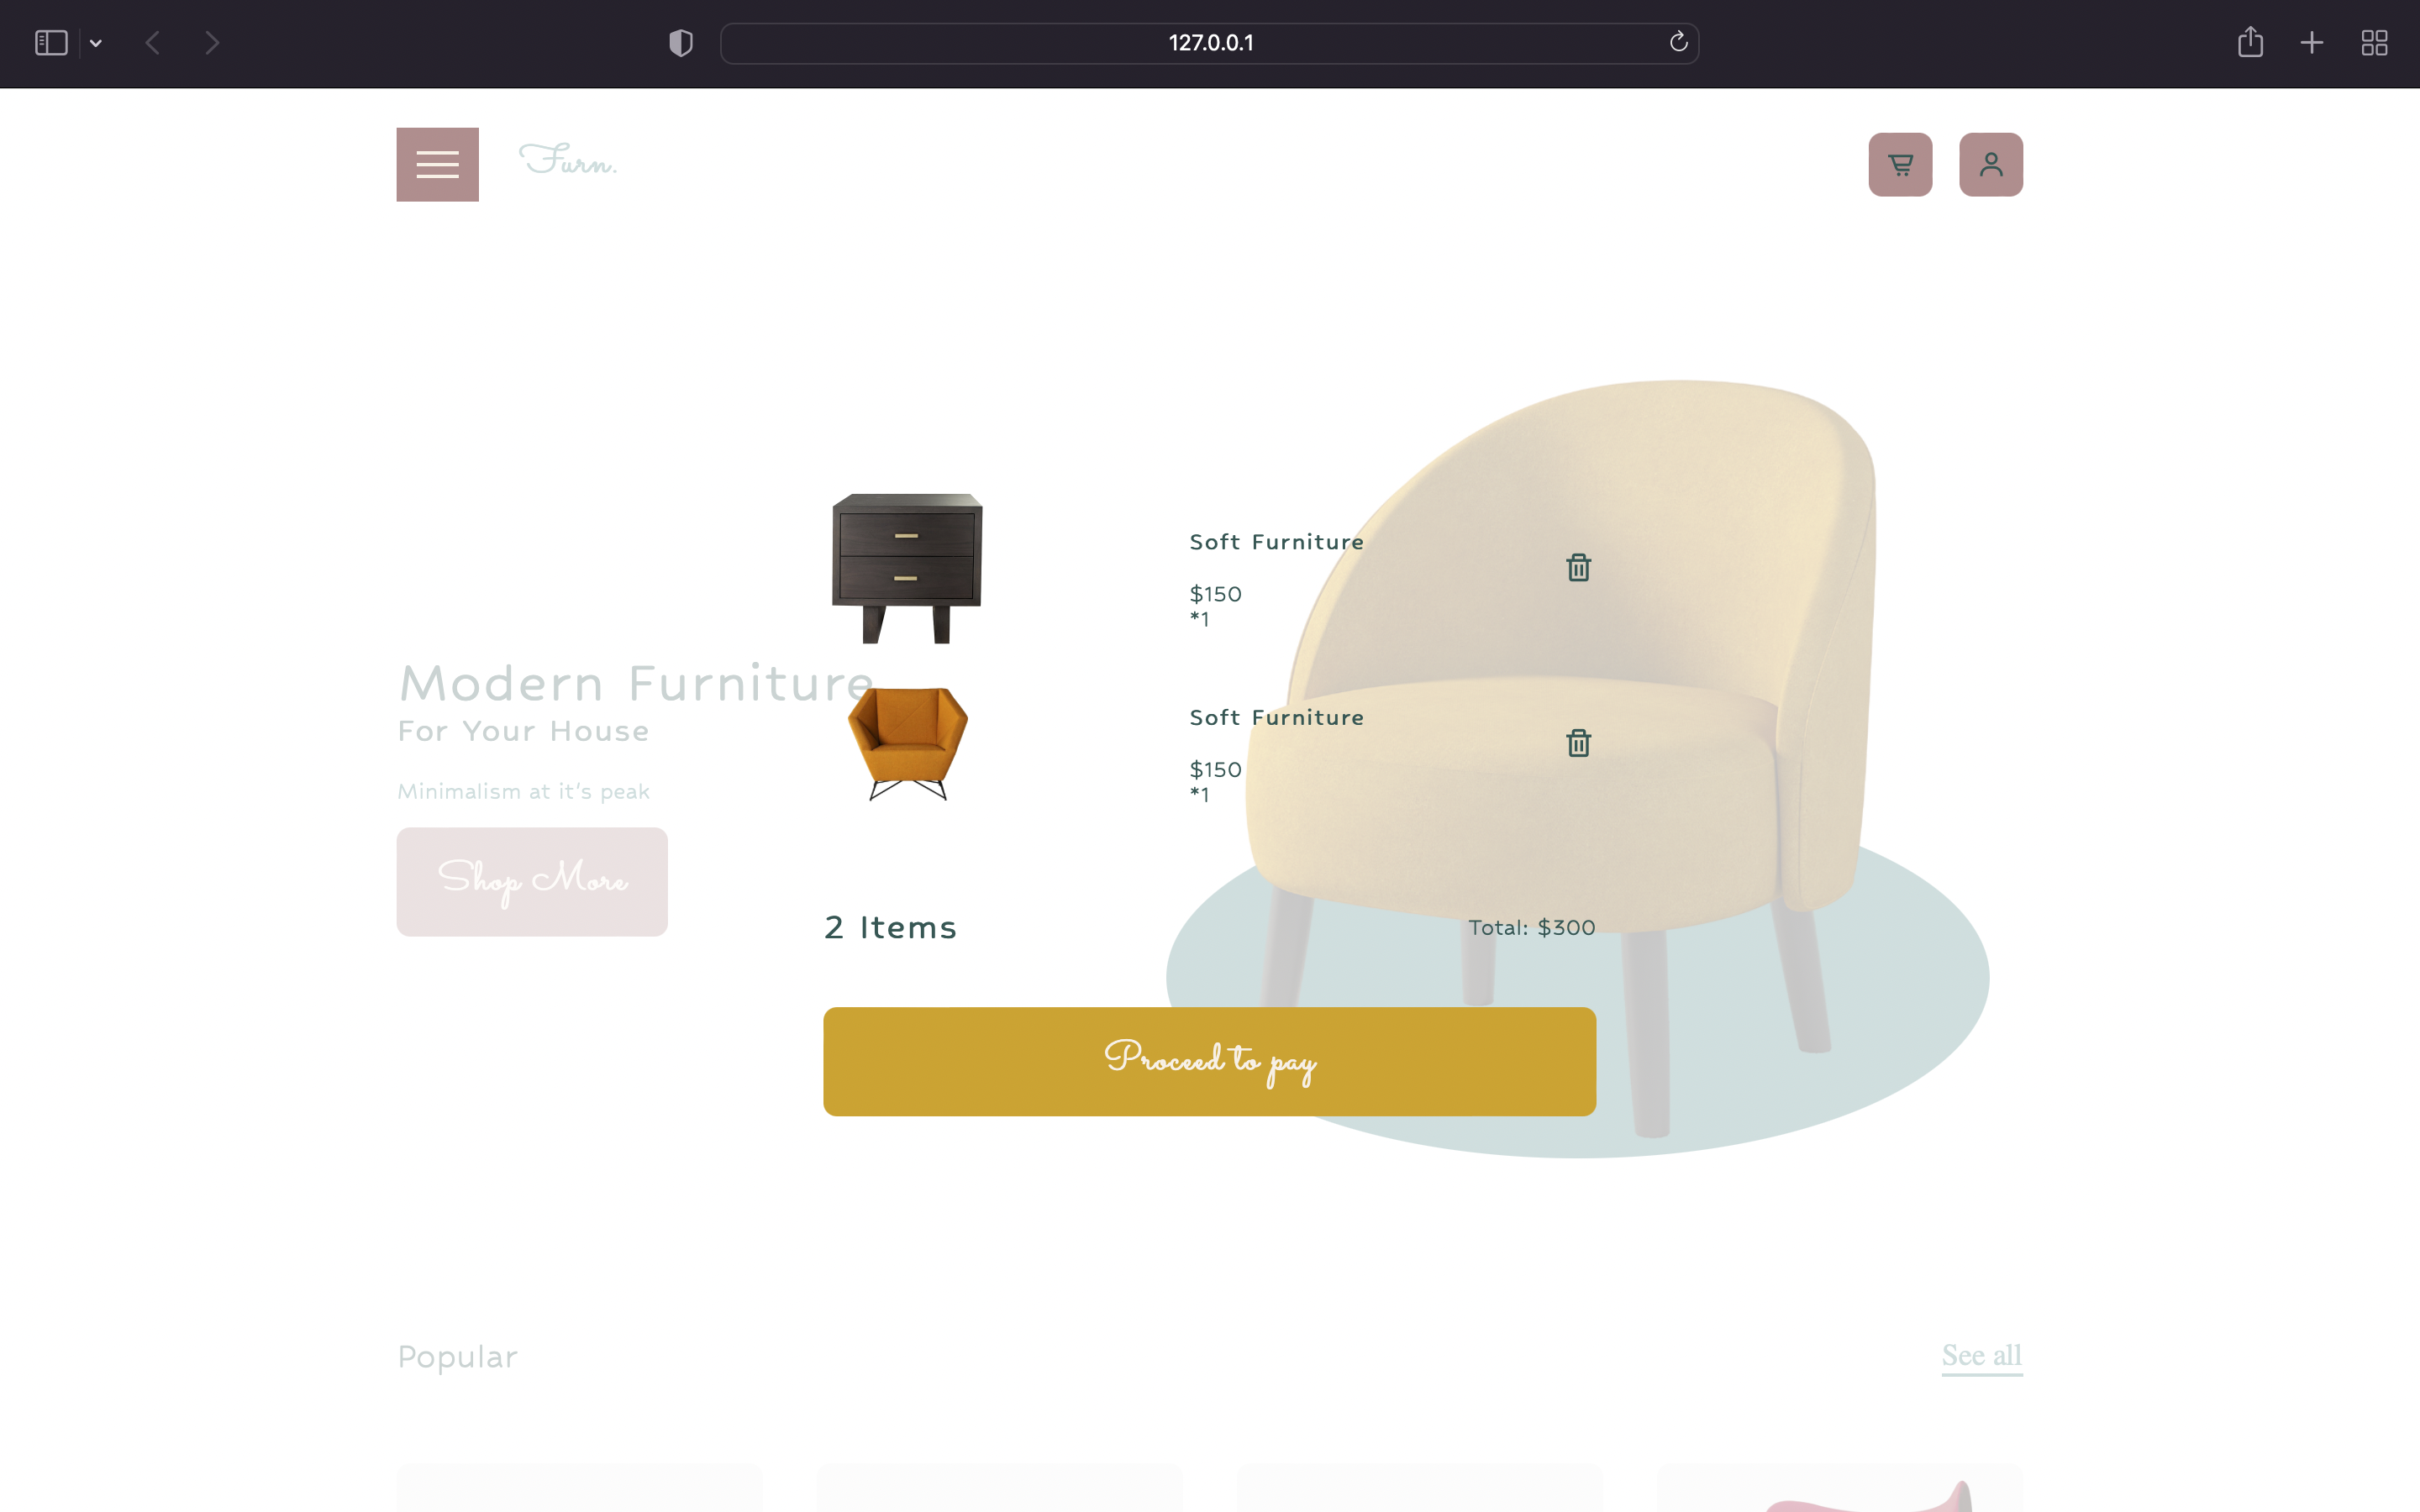 127.0.0.1
Furn.
Soft Furniture
$150
*1
Modern Furniture
For Your House
Minimalism at it's peak
Shop More
Soft Furniture
$150
*1
2 Items
Total: $300
Proceed to pay
Popular
See all